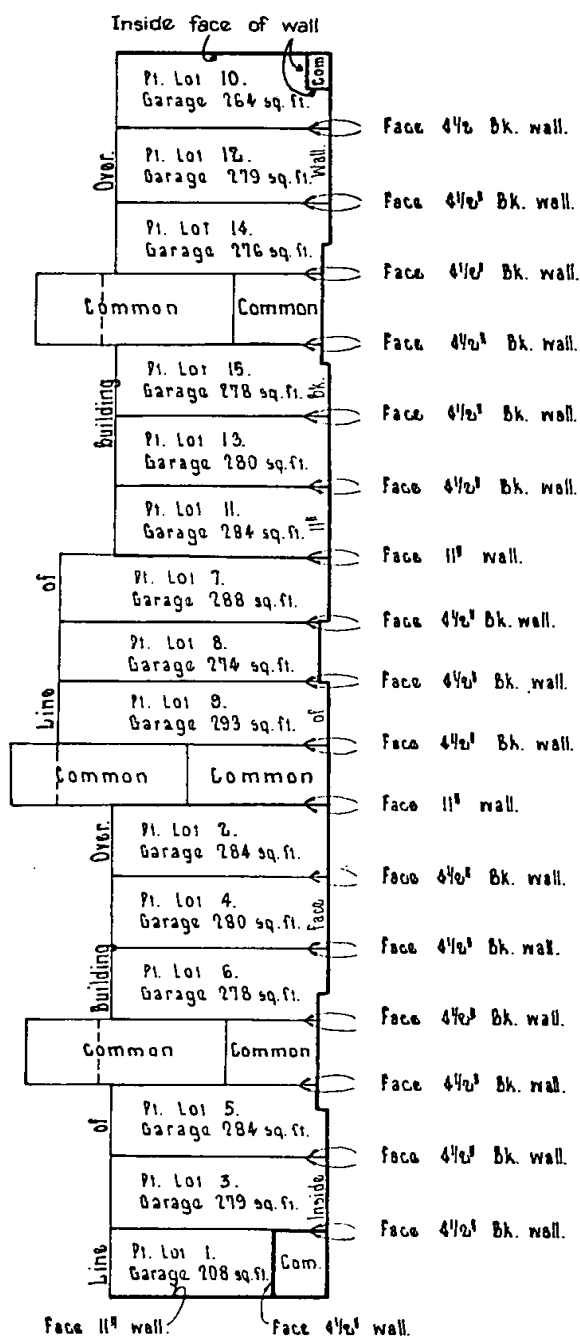 Inside face of wall
Com
Pt. Lot 10.
Garage 264 sq. ft.
Face 4½ Bk. wall.
Pt. Lot 12.
Garage 279 sq. ft.
Wall.
Over.
Face 4½" Bk. wall.
Pt. Lot 14.
Garage 276 sq. ft.
Face 4½" Bk. wall.
Common
Common
Face 4½" Bk. wall.
Pt. Lot 15.
Garage 278 sq. ft.
Bk.
Building
Face 4½" Bk. wall.
Pt. Lot 13.
Garage 280 sq. ft.
Face 4½" Bk. wall.
Pt. Lot 11.
Garage 284 sq. ft.
11"
Face 11" wall.
of
Pt. Lot 7.
Garage 288 sq. ft.
Face 4½" Bk. wall.
Pt. Lot 8.
Garage 274 sq. ft.
Face 4½" Bk. wall.
Line
Pt. Lot 9.
Garage 293 sq. ft.
of
Face 4½" Bk. wall.
Common
Common
Face 11" wall.
Over.
Pt. Lot 2.
Garage 284 sq. ft.
Face 4½" Bk. wall.
Pt. Lot 4.
Garage 280 sq. ft.
face
Face 4½" Bk. wall.
Building
Pt. Lot 6.
Garage 278 sq. ft.
Face 4½" Bk. wall.
Common
Common
Face 4½" Bk. wall.
of
Pt. Lot 5.
Garage 284 sq. ft.
Face 4½" Bk. wall.
Pt. Lot 3.
Garage 279 sq. ft.
Inside
Face 4½" Bk. wall.
Line
Pt. Lot 1.
Garage 208 sq. ft.
Com.
Face 11" wall.
Face 4½" wall.